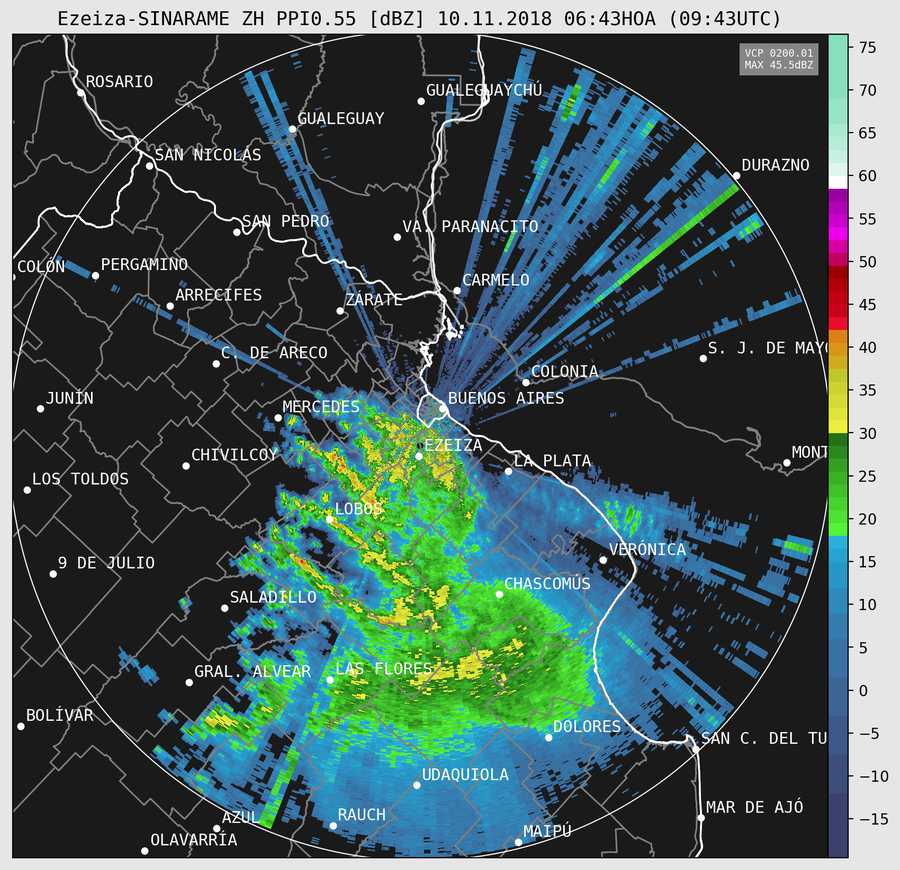 Ezeiza-SINARAME ZH PPI0.55 [dBZ] 10.11.2018 06:43HOA (09:43UTC)
VCP 0200.01
MAX 45.5dBZ
ROSARIO
GUALEGUAYCHÚ
GUALEGUAY
SAN NICOLÁS
DURAZNO
SAN PEDRO
VA. PARANACITO
COLÓN
PERGAMINO
CARMELO
ARRECIFES
ZÁRATE
C. DE ARECO
S. J. DE MAY
COLONIA
JUNÍN
MERCEDES
BUENOS AIRES
EZEIZA
CHIVILCOY
LA PLATA
MONT
LOS TOLDOS
LOBOS
VERÓNICA
9 DE JULIO
CHASCOMÚS
SALADILLO
GRAL. ALVEAR
LAS FLORES
BOLÍVAR
DOLORES
SAN C. DEL TU
UDAQUIOLA
MAR DE AJÓ
AZUL
RAUCH
OLAVARRÍA
MAIPÚ
75
70
65
60
55
50
45
40
35
30
25
20
15
10
5
0
−5
−10
−15